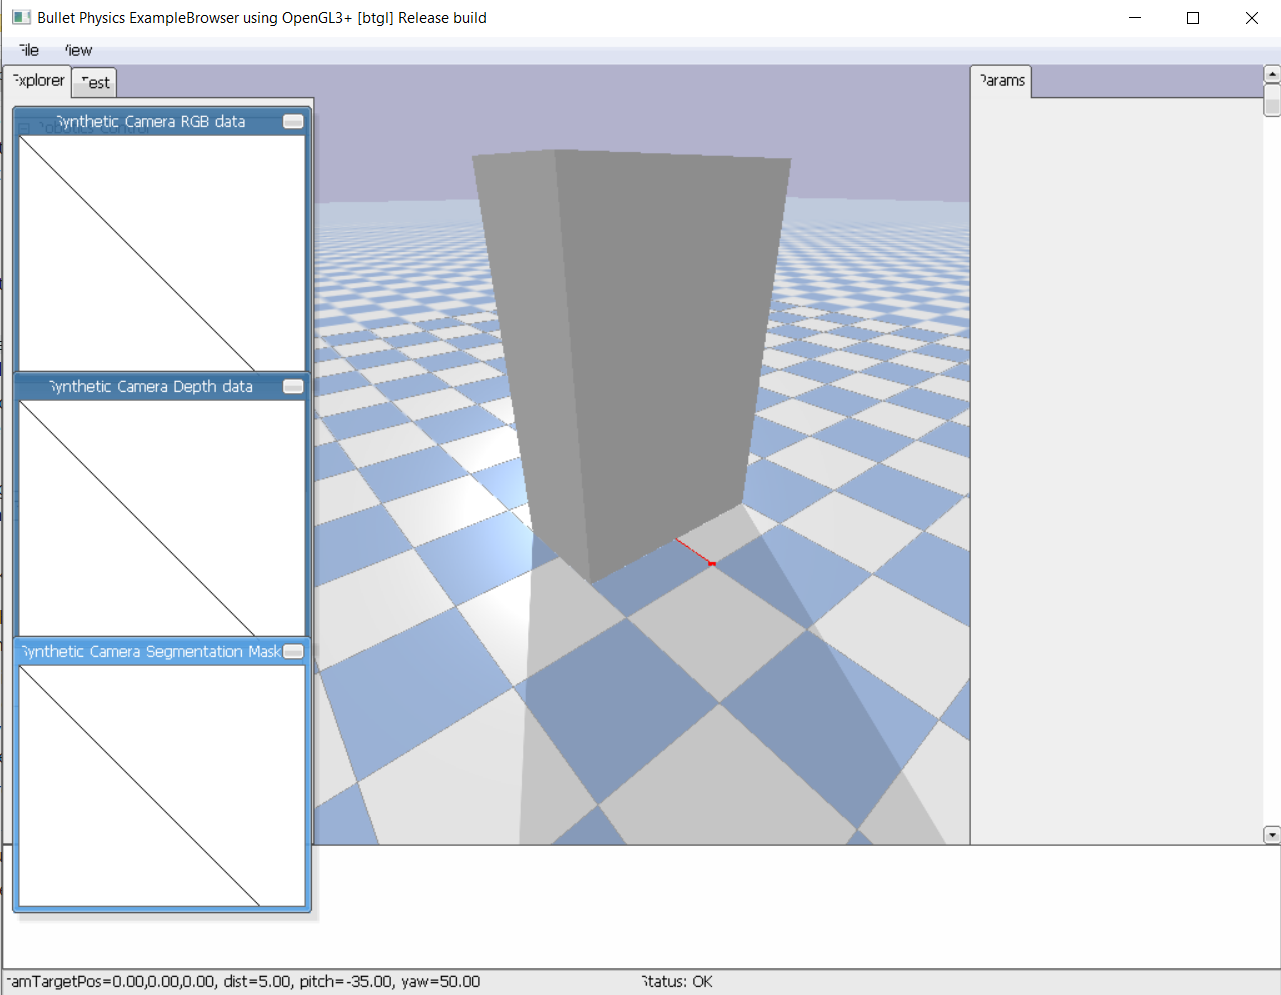 Bullet Physics ExampleBrowser using OpenGL3+ [btgl] Release build
File View
Explorer Test Params
Synthetic Camera RGB data
Synthetic Camera Depth data
Synthetic Camera Segmentation Mask
camTargetPos=0.00,0.00,0.00, dist=5.00, pitch=-35.00, yaw=50.00 Status: OK